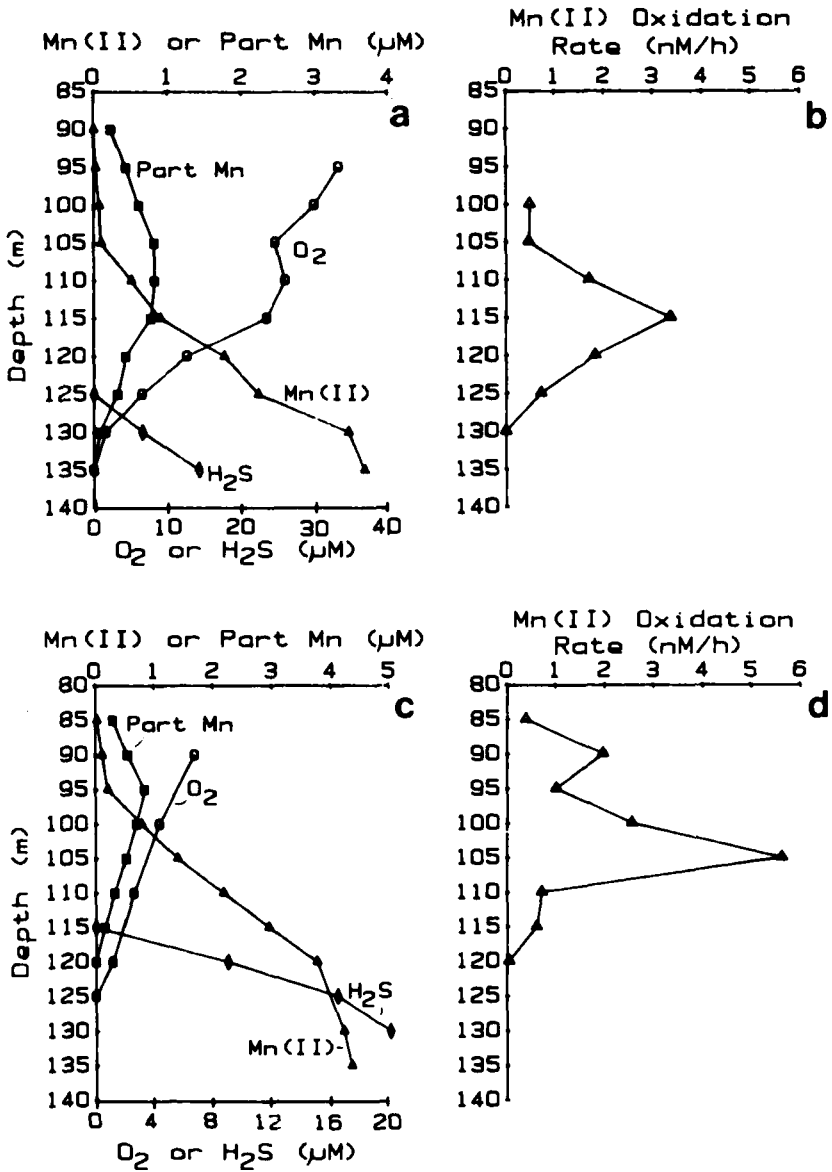 Mn(II) or Part Mn (µM)
0 1 2 3 4
85
90
95
100
105
110
115
120
125
130
135
140
Depth (m)
a
Part Mn
O2
Mn(II)
H2S
0 10 20 30 40
O2 or H2S (µM)
Mn(II) Oxidation
Rate (nM/h)
0 1 2 3 4 5 6
85
90
95
100
105
110
115
120
125
130
135
140
b
Mn(II) or Part Mn (µM)
0 1 2 3 4 5
80
85
90
95
100
105
110
115
120
125
130
135
140
Depth (m)
c
Part Mn
O2
H2S
Mn(II)
0 4 8 12 16 20
O2 or H2S (µM)
Mn(II) Oxidation
Rate (nM/h)
0 1 2 3 4 5 6
80
85
90
95
100
105
110
115
120
125
130
135
140
d